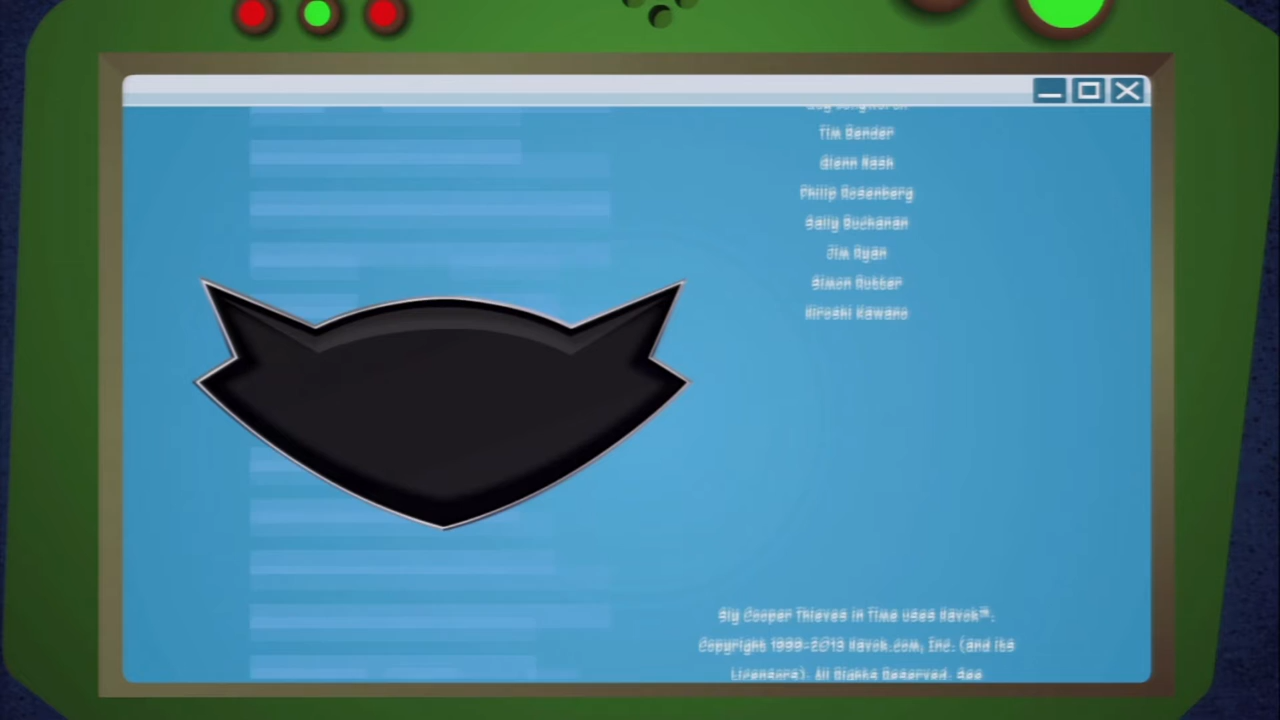 Tim Bender
Glenn Nash
Philip Rosenberg
Sally Buchanan
Jim Ryan
Simon Rutter
Hiroshi Kawano
Sly Cooper Thieves in Time uses Havok™.
Copyright 1999-2013 Havok.com, Inc. (and its
Licensors). All Rights Reserved. See